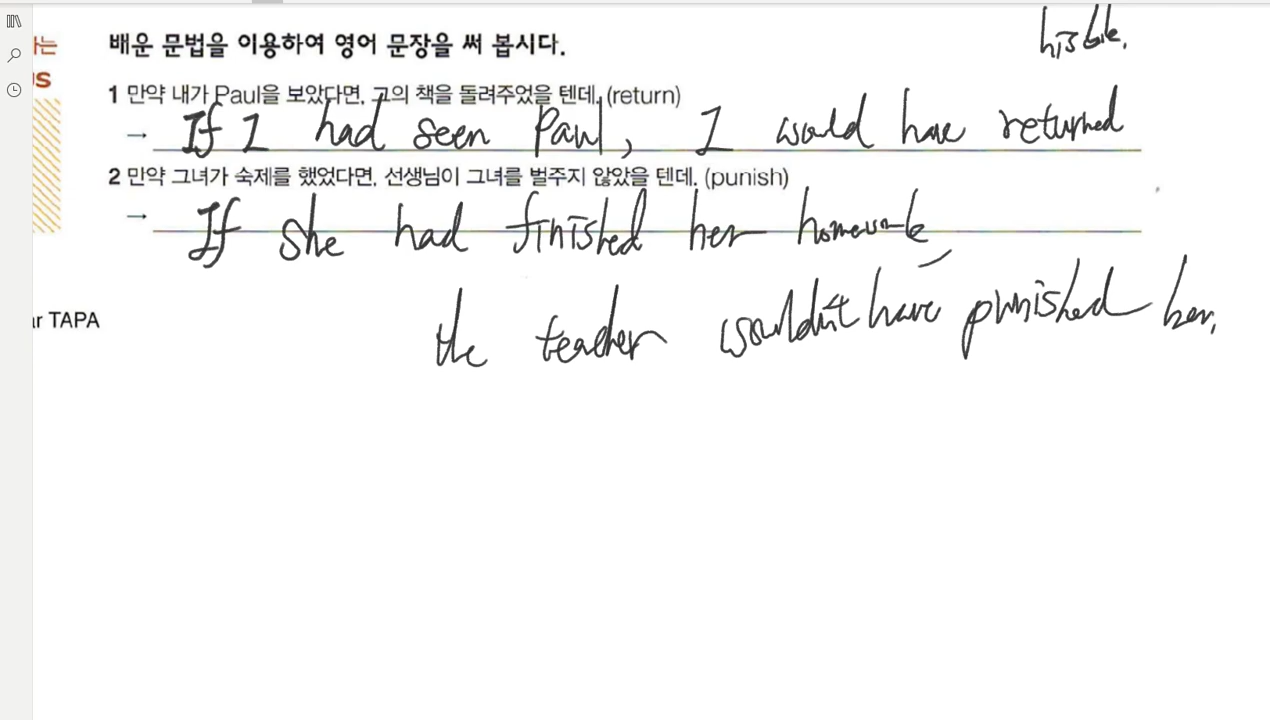 하는
us
배운 문법을 이용하여 영어 문장을 써 봅시다.
his
1 만약 내가 Paul을 보았다면, 그의 책을 돌려주었을 텐데. (return)
→ If I had seen Paul, I would have returned
2 만약 그녀가 숙제를 했었다면, 선생님이 그녀를 벌주지 않았을 텐데. (punish)
→ If she had finished her homework,
the teacher wouldn't have punished her.
ar TAPA